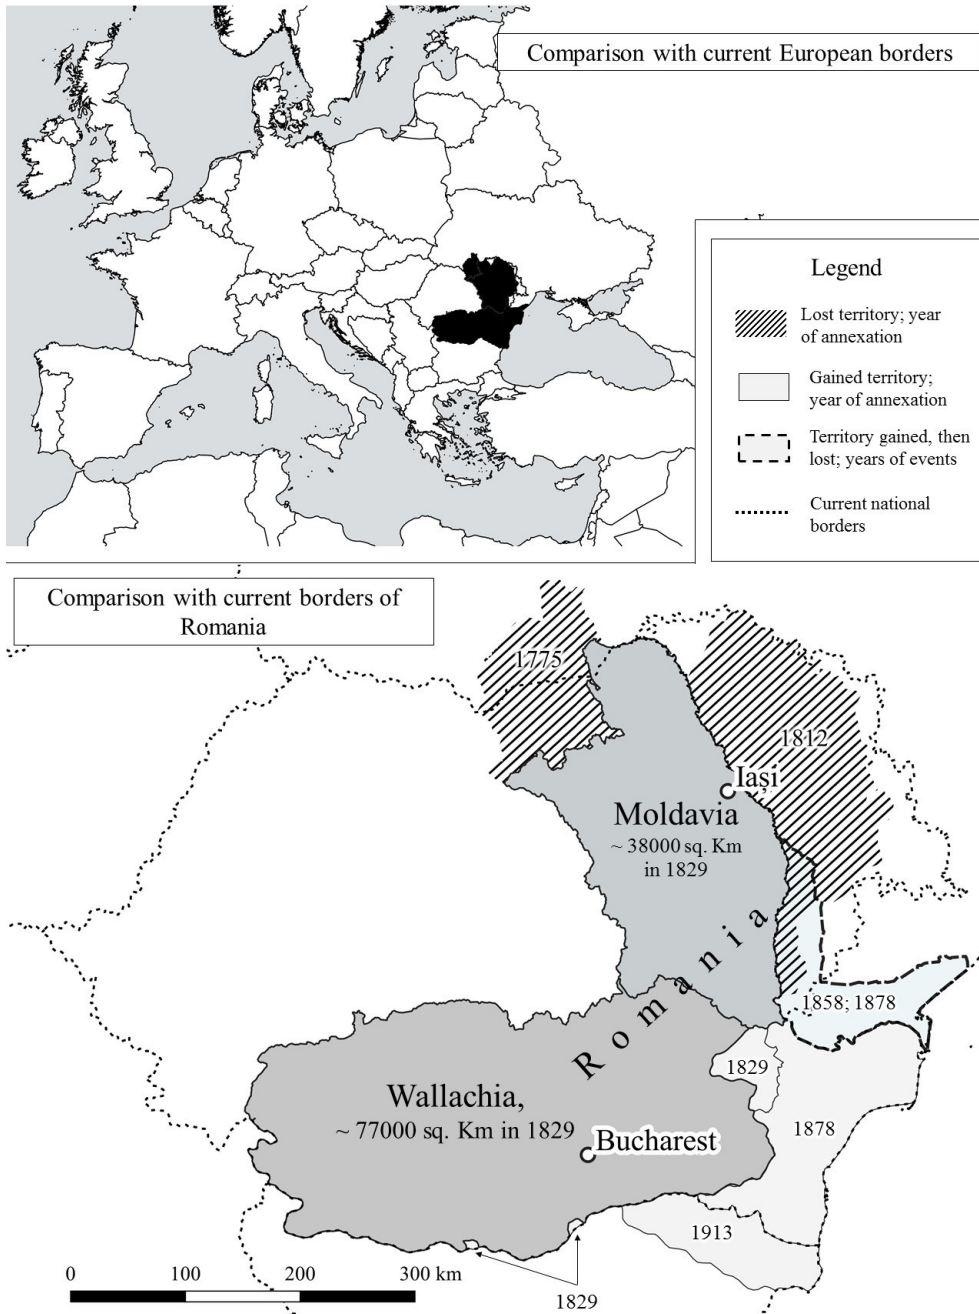 Comparison with current European borders
Legend
Lost territory; year
of annexation
Gained territory;
year of annexation
Territory gained, then
lost; years of events
Current national
borders
Comparison with current borders of
Romania
1775
1812
Iași
Moldavia
~ 38000 sq. Km
in 1829
Romania
1858; 1878
1829
Wallachia,
~ 77000 sq. Km in 1829
1878
Bucharest
1913
0 100 200 300 km
1829